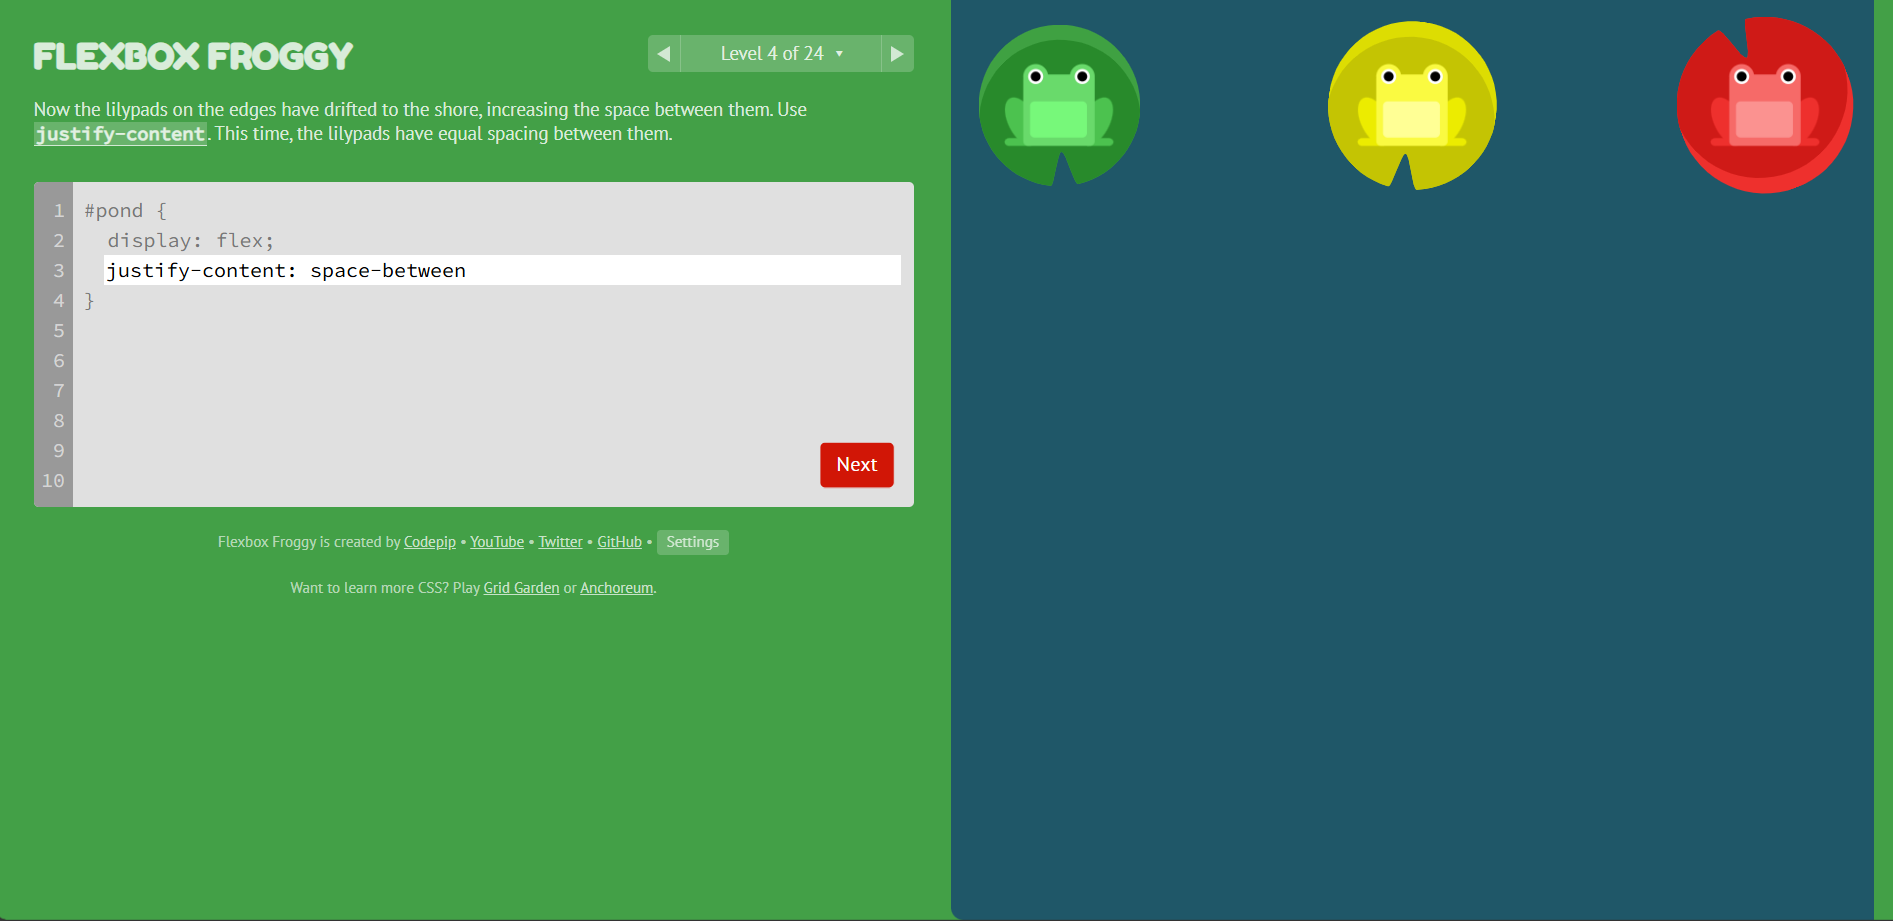 FLEXBOX FROGGY
◀ Level 4 of 24 ▾ ▶
Now the lilypads on the edges have drifted to the shore, increasing the space between them. Use
justify-content. This time, the lilypads have equal spacing between them.
1 #pond {
2 display: flex;
3 justify-content: space-between
4 }
5
6
7
8
9
10
Next
Flexbox Froggy is created by Codepip • YouTube • Twitter • GitHub • Settings
Want to learn more CSS? Play Grid Garden or Anchoreum.